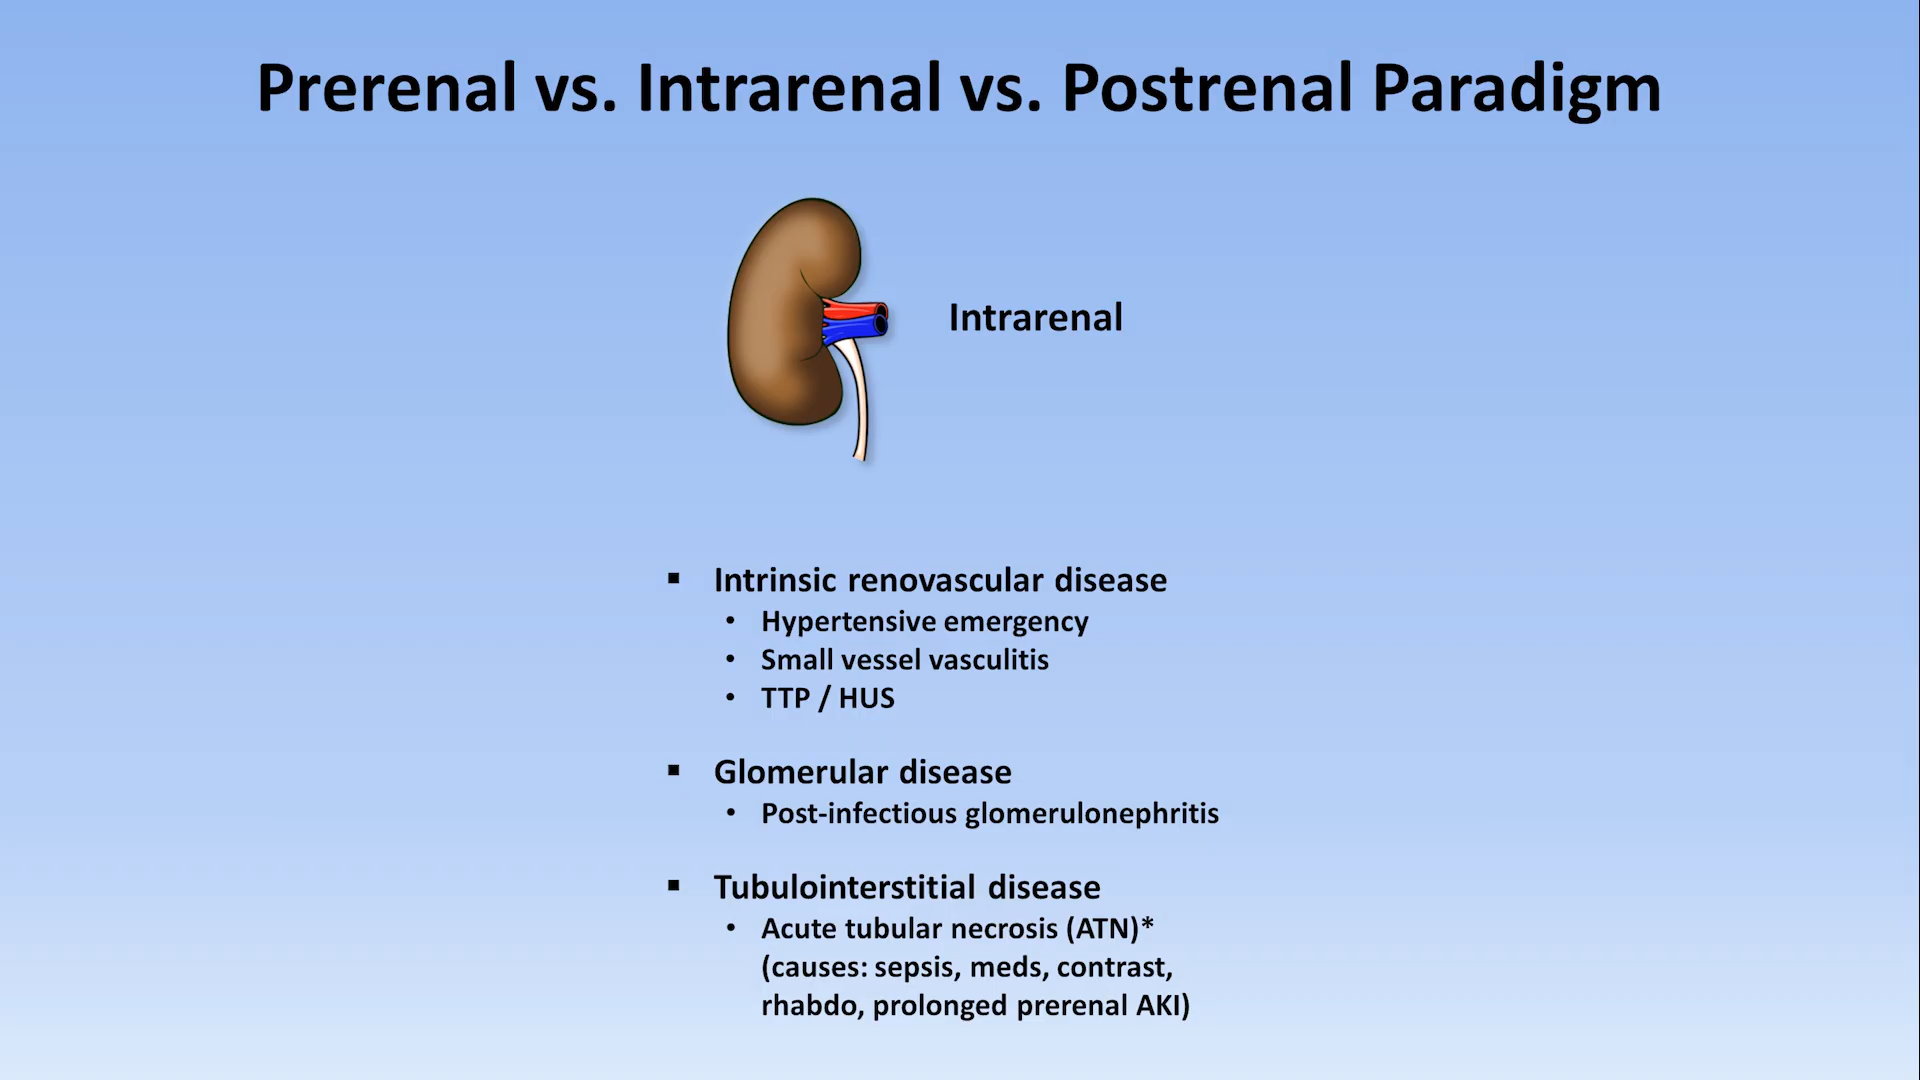 Prerenal vs. Intrarenal vs. Postrenal Paradigm
Intrarenal
▪ Intrinsic renovascular disease
• Hypertensive emergency
• Small vessel vasculitis
• TTP / HUS
▪ Glomerular disease
• Post-infectious glomerulonephritis
▪ Tubulointerstitial disease
• Acute tubular necrosis (ATN)*
(causes: sepsis, meds, contrast,
rhabdo, prolonged prerenal AKI)